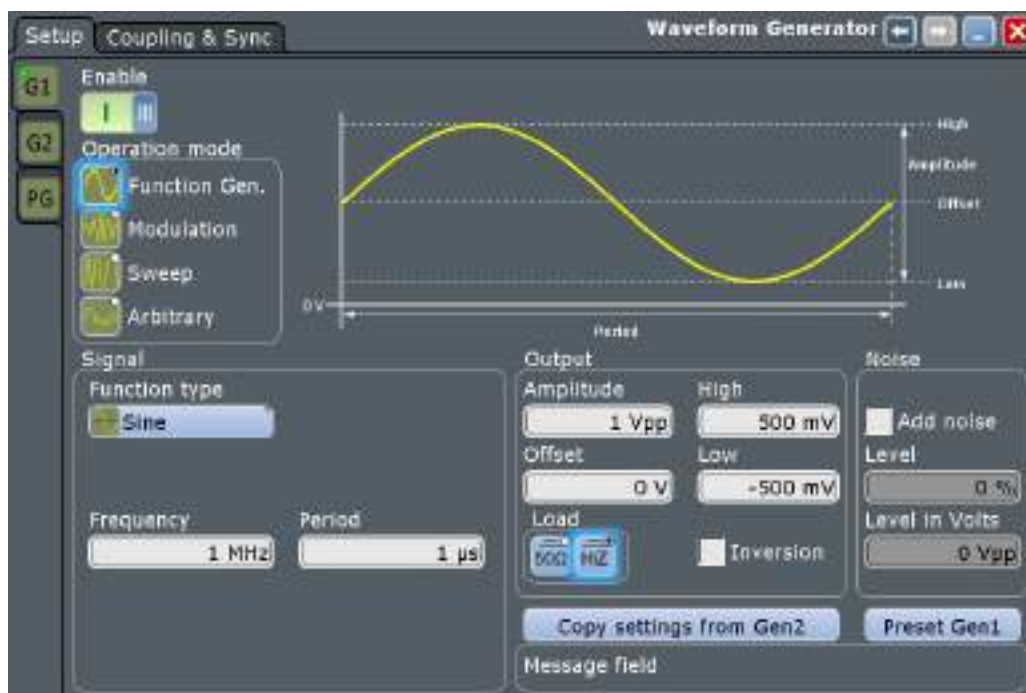 Setup
Coupling & Sync
Waveform Generator
G1
G2
PG
Enable
Operation mode
Function Gen.
Modulation
Sweep
Arbitrary
High
Amplitude
Offset
Low
0 V
Period
Signal
Function type
Sine
Frequency
Period
1 MHz
1 µs
Output
Amplitude
High
1 Vpp
500 mV
Offset
Low
0 V
-500 mV
Load
50Ω
HiZ
Inversion
Noise
Add noise
Level
0 %
Level in Volts
0 Vpp
Copy settings from Gen2
Preset Gen1
Message field